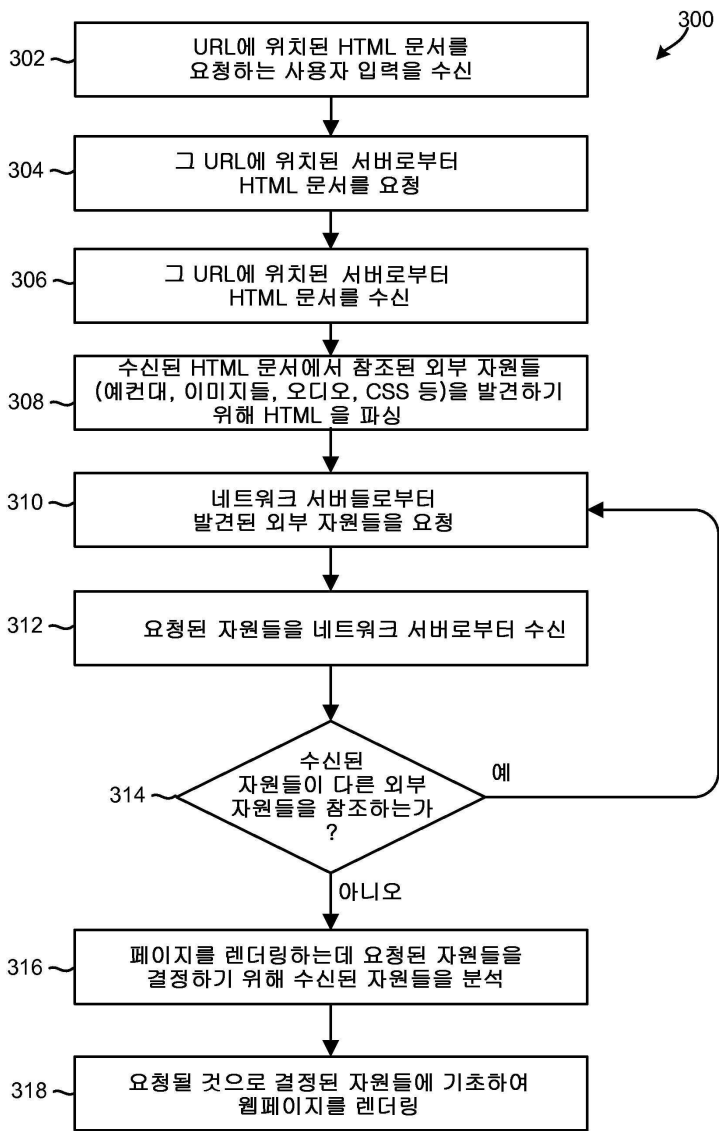 300
302
URL에 위치된 HTML 문서를
요청하는 사용자 입력을 수신
304
그 URL에 위치된 서버로부터
HTML 문서를 요청
306
그 URL에 위치된 서버로부터
HTML 문서를 수신
308
수신된 HTML 문서에서 참조된 외부 자원들
(예컨대, 이미지들, 오디오, CSS 등)을 발견하기
위해 HTML 을 파싱
310
네트워크 서버들로부터
발견된 외부 자원들을 요청
312
요청된 자원들을 네트워크 서버로부터 수신
314
수신된
자원들이 다른 외부
자원들을 참조하는가
?
예
아니오
316
페이지를 렌더링하는데 요청된 자원들을
결정하기 위해 수신된 자원들을 분석
318
요청될 것으로 결정된 자원들에 기초하여
웹페이지를 렌더링